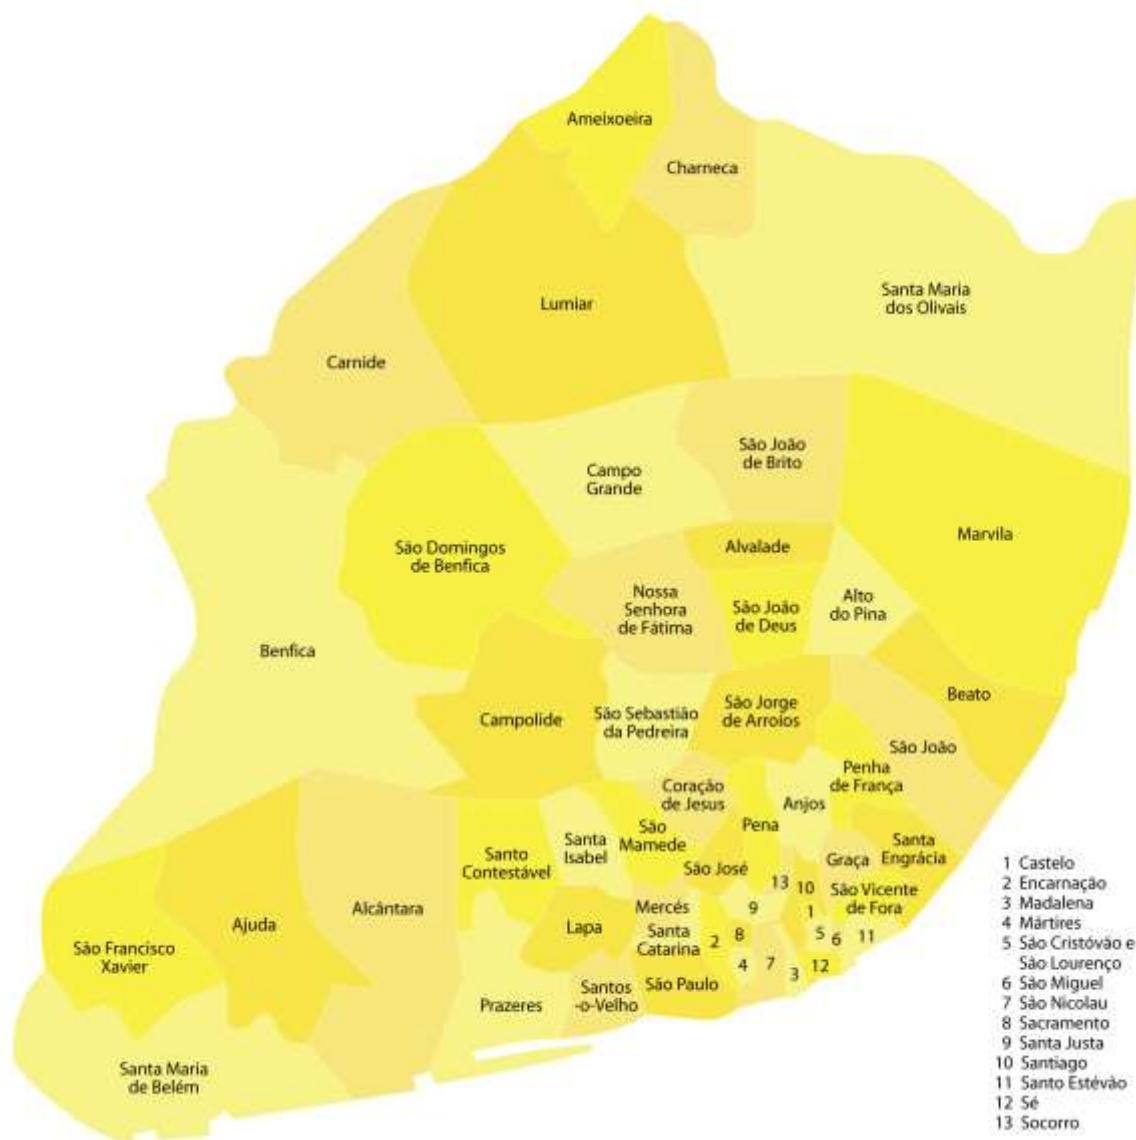 Ameixoeira
Charneca
Santa Maria
dos Olivais
Lumiar
Carnide
São João
de Brito
Campo
Grande
Marvila
São Domingos
de Benfica
Alvalade
Nossa
Senhora
de Fátima
São João
de Deus
Alto
do Pina
Benfica
Beato
Campolide
São Sebastião
da Pedreira
São Jorge
de Arroios
São João
Penha
de França
Coração
de Jesus
Anjos
Pena
São
Mamede
Santa
Isabel
Santo
Contestável
Santa
Engrácia
Graça
São José
13
10
São Vicente
de Fora
Alcântara
Ajuda
Lapa
Mercés
9
1
São Francisco
Xavier
Santa
Catarina
2
8
5
6
11
4
7
3
12
São Paulo
Santos
-o-Velho
Prazeres
Santa Maria
de Belém
1 Castelo
2 Encarnação
3 Madalena
4 Mártires
5 São Cristóvão e
São Lourenço
6 São Miguel
7 São Nicolau
8 Sacramento
9 Santa Justa
10 Santiago
11 Santo Estévão
12 Sé
13 Socorro